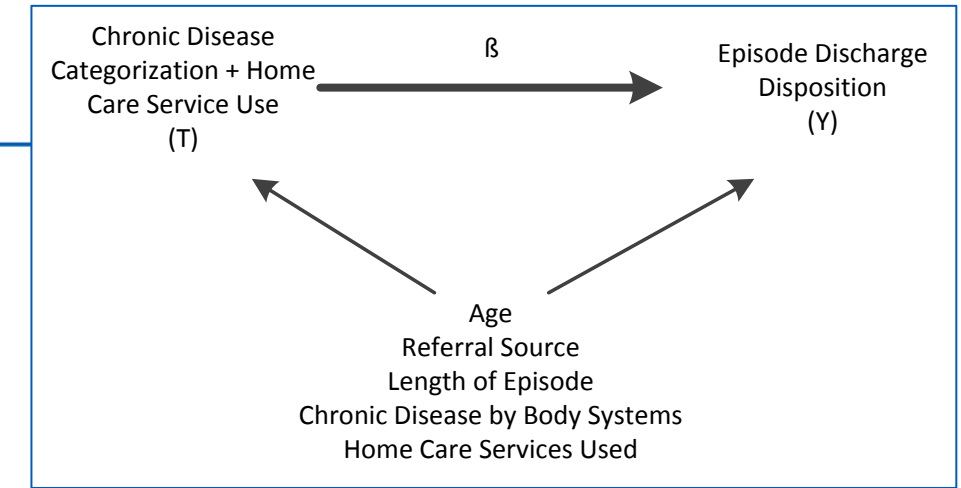 Chronic Disease
Categorization + Home
Care Service Use
(T)
ß
Episode Discharge
Disposition
(Y)
Age
Referral Source
Length of Episode
Chronic Disease by Body Systems
Home Care Services Used